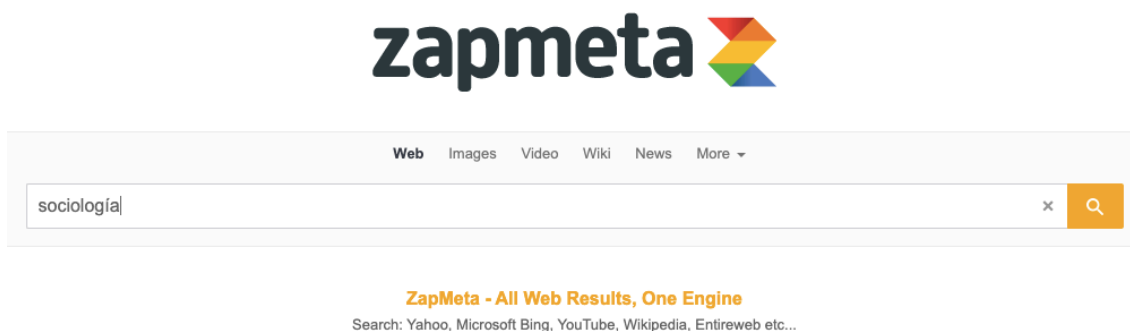 zapmeta
Web Images Video Wiki News More
sociología
ZapMeta - All Web Results, One Engine
Search: Yahoo, Microsoft Bing, YouTube, Wikipedia, Entireweb etc...